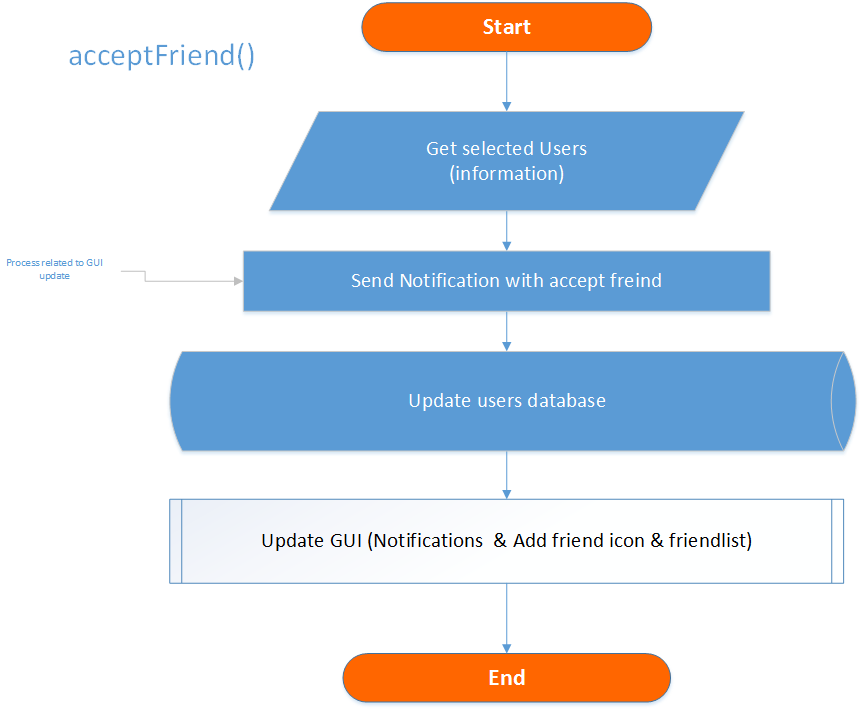 Start
acceptFriend()
Get selected Users
(information)
Process related to GUI
update
Send Notification with accept freind
Update users database
Update GUI (Notifications  & Add friend icon & friendlist)
End